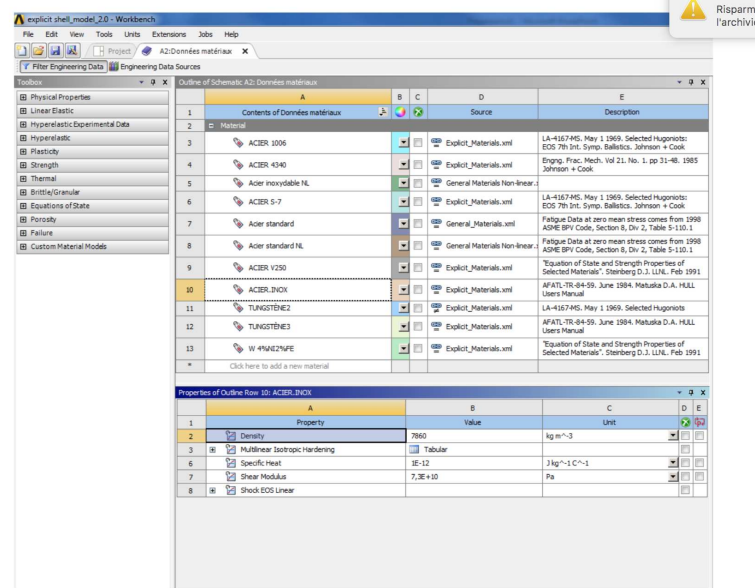 explicit shell_model_2.0 - Workbench
Risparm
l'archivi
File Edit View Tools Units Extensions Jobs Help
Project A2:Données matériaux X
Filter Engineering Data Engineering Data Sources
Toolbox
Physical Properties
Linear Elastic
Hyperelastic Experimental Data
Hyperelastic
Plasticity
Strength
Thermal
Brittle/Granular
Equations of State
Porosity
Failure
Custom Material Models
Outline of Schematic A2: Données matériaux
A B C D E
1 Contents of Données matériaux Source Description
2 Material
3 ACIER 1006 Explicit_Materials.xml LA-4167-MS. May 1 1969. Selected Hugoniots:
EOS 7th Int. Symp. Ballistics. Johnson + Cook
4 ACIER 4340 Explicit_Materials.xml Engng. Frac. Mech. Vol 21. No. 1. pp 31-48. 1985
Johnson + Cook
5 Acier inoxydable NL General Materials Non-linear.
6 ACIER S-7 Explicit_Materials.xml LA-4167-MS. May 1 1969. Selected Hugoniots:
EOS 7th Int. Symp. Ballistics. Johnson + Cook
7 Acier standard General_Materials.xml Fatigue Data at zero mean stress comes from 1998
ASME BPV Code, Section 8, Div 2, Table 5-110.1
8 Acier standard NL General Materials Non-linear. Fatigue Data at zero mean stress comes from 1998
ASME BPV Code, Section 8, Div 2, Table 5-110.1
9 ACIER V250 Explicit_Materials.xml "Equation of State and Strength Properties of
Selected Materials". Steinberg D.J. LLNL. Feb 1991
10 ACIER.INOX Explicit_Materials.xml AFATL-TR-84-59. June 1984. Matuska D.A. HULL
Users Manual
11 TUNGSTÈNE2 Explicit_Materials.xml LA-4167-MS. May 1 1969. Selected Hugoniots
12 TUNGSTÈNE3 Explicit_Materials.xml AFATL-TR-84-59. June 1984. Matuska D.A. HULL
Users Manual
13 W 4%NI2%FE Explicit_Materials.xml "Equation of State and Strength Properties of
Selected Materials". Steinberg D.J. LLNL. Feb 1991
* Click here to add a new material
Properties of Outline Row 10: ACIER.INOX
A B C D E
1 Property Value Unit
2 Density 7860 kg m^-3
3 Multilinear Isotropic Hardening Tabular
6 Specific Heat 1E-12 J kg^-1 C^-1
7 Shear Modulus 7,3E+10 Pa
8 Shock EOS Linear